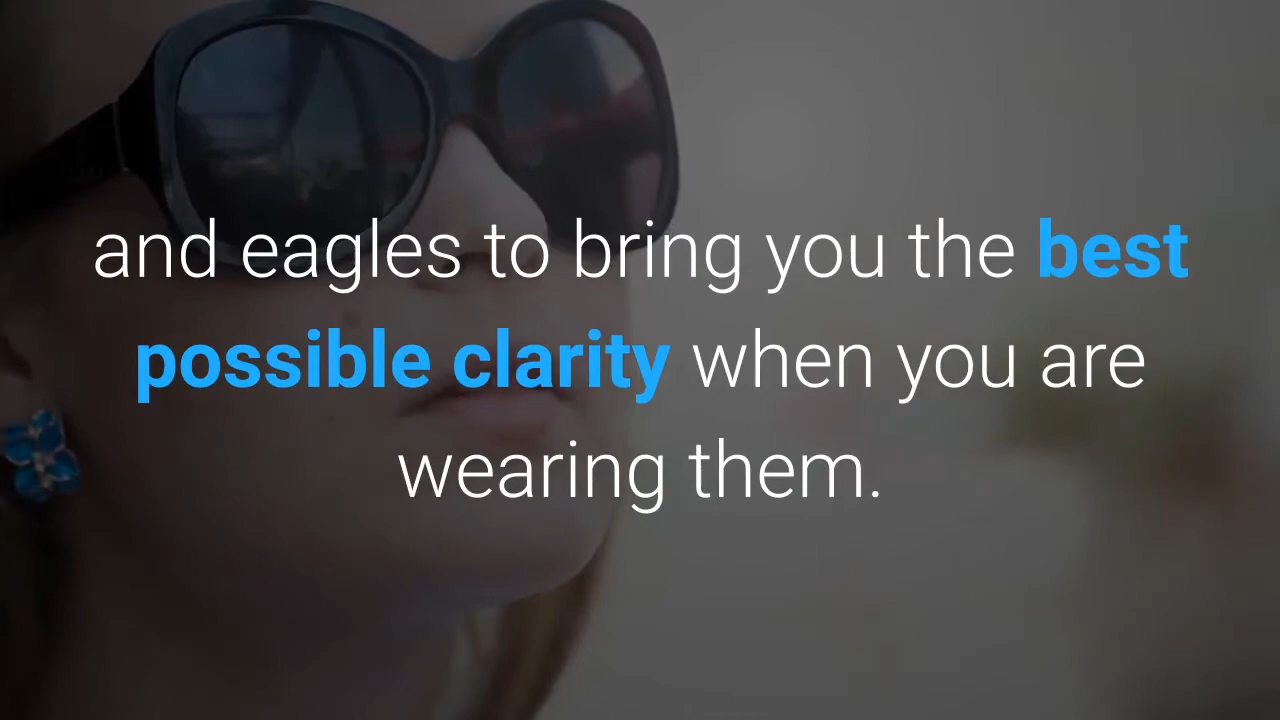 and eagles to bring you the best
possible clarity when you are
wearing them.